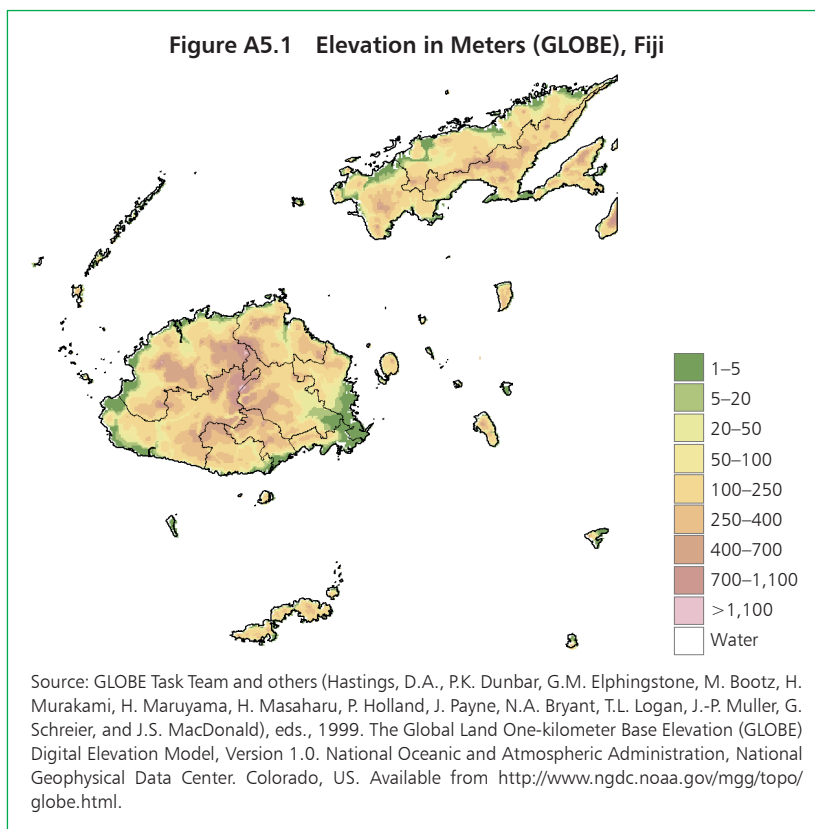 Figure A5.1 Elevation in Meters (GLOBE), Fiji
1–5
5–20
20–50
50–100
100–250
250–400
400–700
700–1,100
>1,100
Water
Source: GLOBE Task Team and others (Hastings, D.A., P.K. Dunbar, G.M. Elphingstone, M. Bootz, H.
Murakami, H. Maruyama, H. Masaharu, P. Holland, J. Payne, N.A. Bryant, T.L. Logan, J.-P. Muller, G.
Schreier, and J.S. MacDonald), eds., 1999. The Global Land One-kilometer Base Elevation (GLOBE)
Digital Elevation Model, Version 1.0. National Oceanic and Atmospheric Administration, National
Geophysical Data Center. Colorado, US. Available from http://www.ngdc.noaa.gov/mgg/topo/
globe.html.